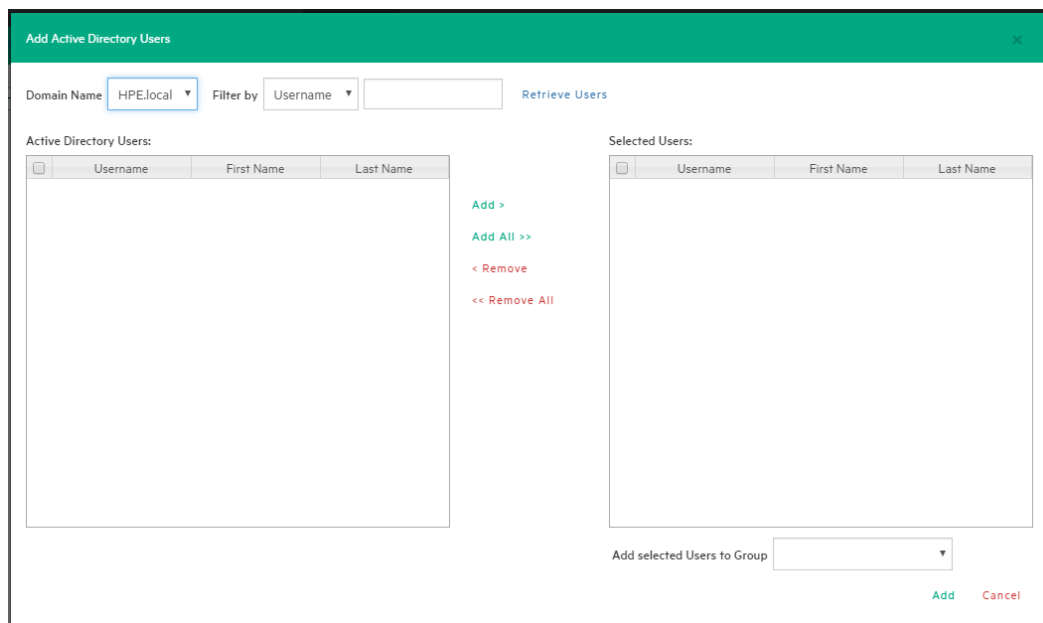 Add Active Directory Users ×
Domain Name HPE.local Filter by Username Retrieve Users
Active Directory Users: Selected Users:
Username First Name Last Name Username First Name Last Name
Add >
Add All >>
< Remove
<< Remove All
Add selected Users to Group
Add Cancel